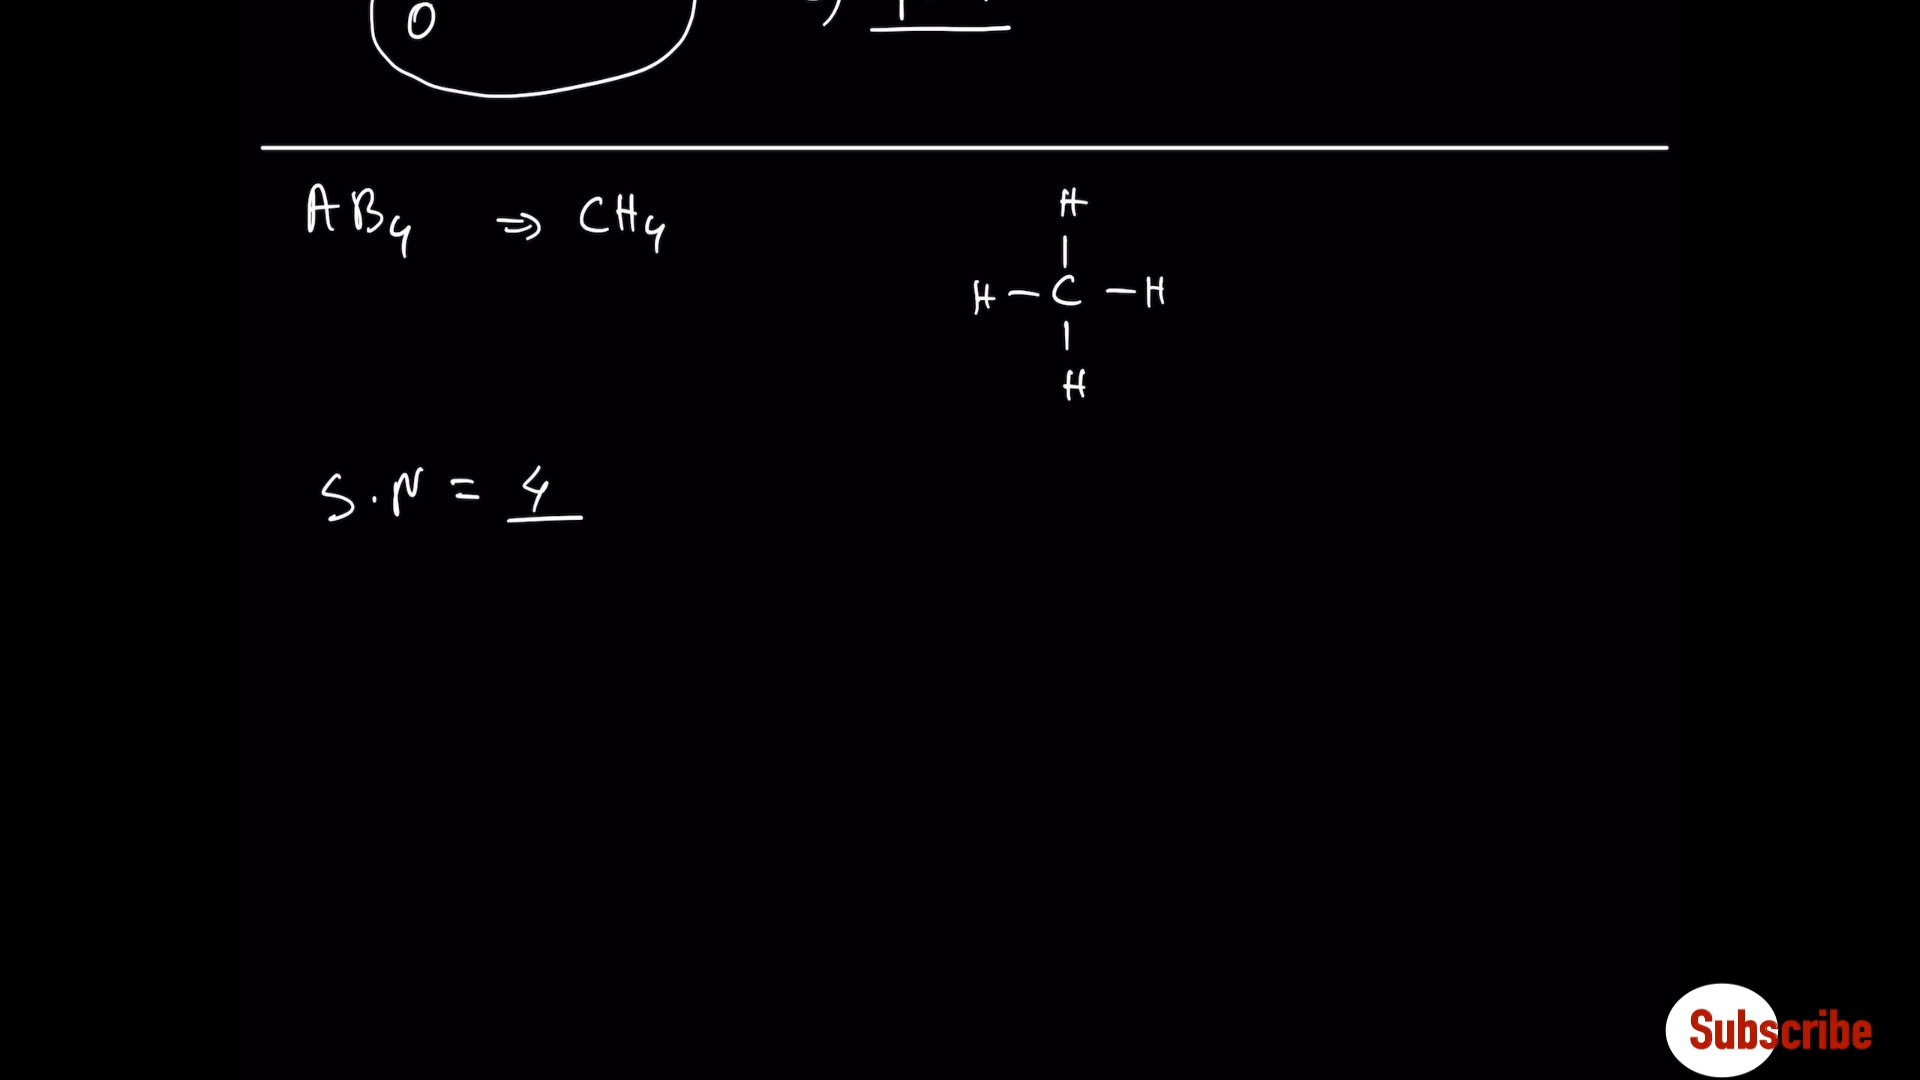 0
AB₄ ⇒ CH₄
H
|
H – C – H
|
H
S.N = 4
Subscribe